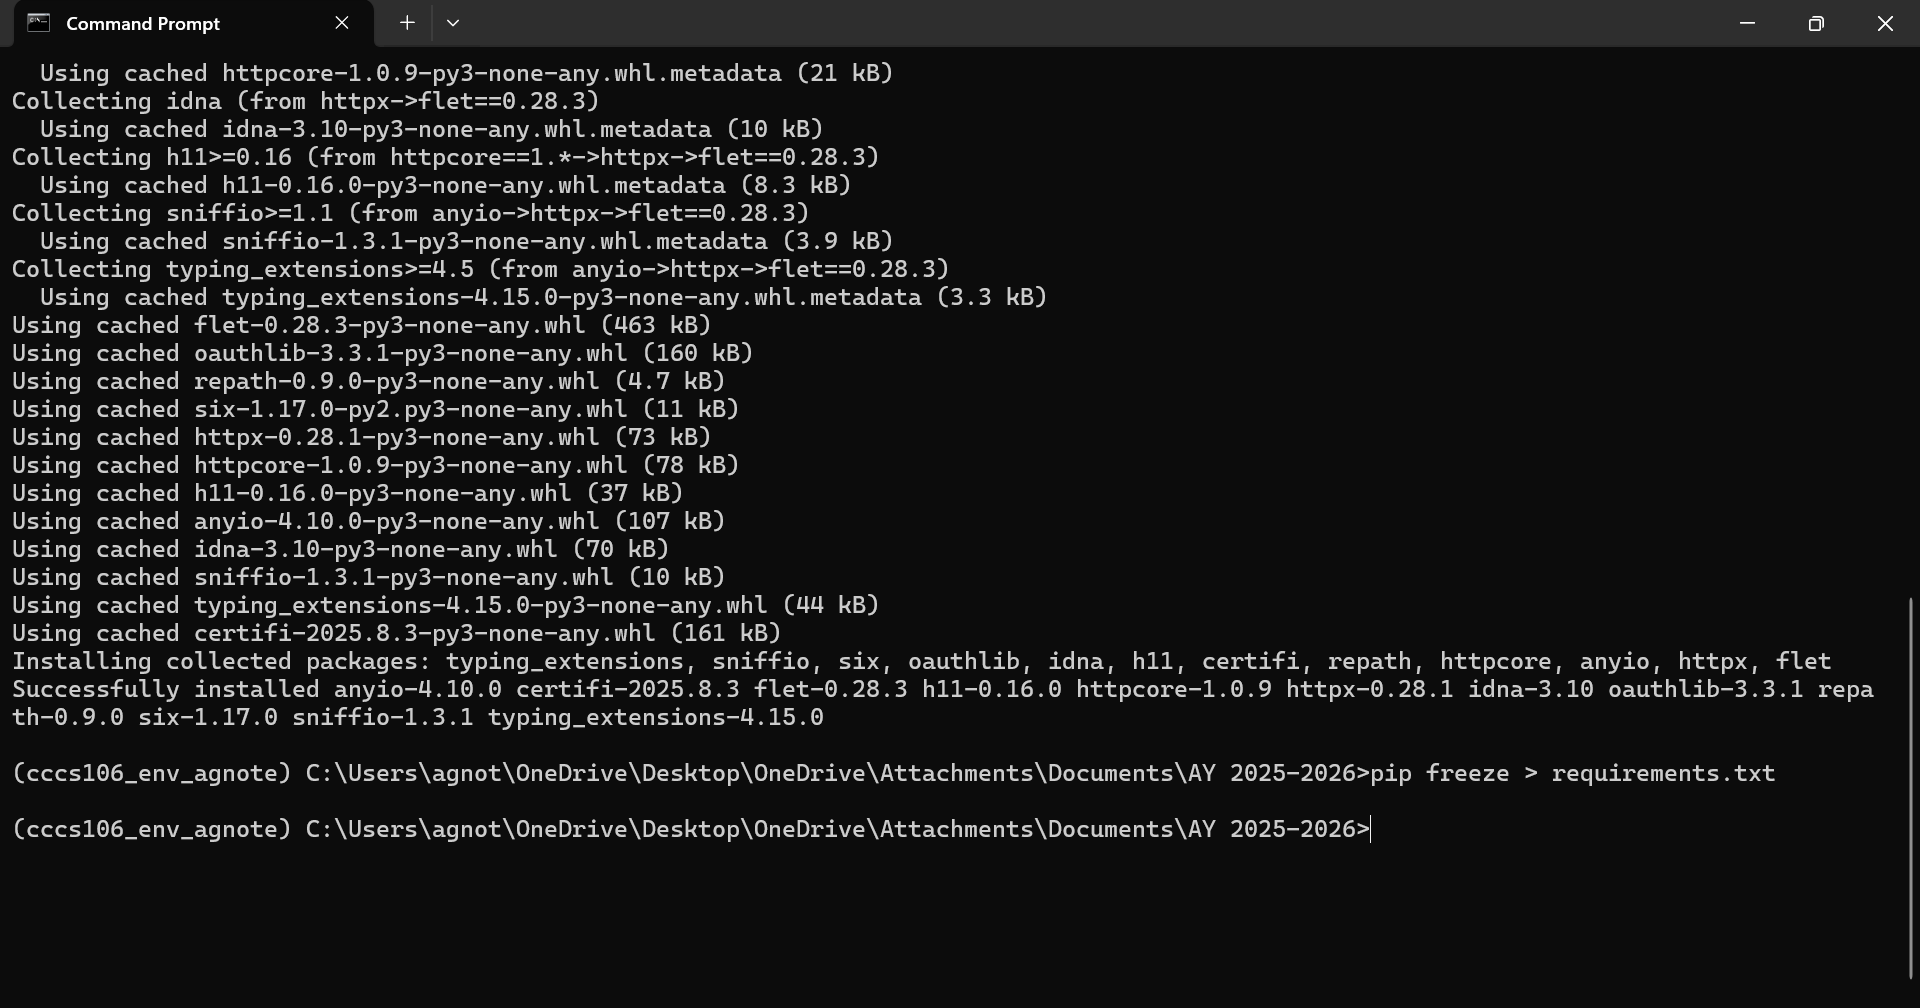 Command Prompt
Using cached httpcore-1.0.9-py3-none-any.whl.metadata (21 kB)
Collecting idna (from httpx->flet==0.28.3)
Using cached idna-3.10-py3-none-any.whl.metadata (10 kB)
Collecting h11>=0.16 (from httpcore==1.*->httpx->flet==0.28.3)
Using cached h11-0.16.0-py3-none-any.whl.metadata (8.3 kB)
Collecting sniffio>=1.1 (from anyio->httpx->flet==0.28.3)
Using cached sniffio-1.3.1-py3-none-any.whl.metadata (3.9 kB)
Collecting typing_extensions>=4.5 (from anyio->httpx->flet==0.28.3)
Using cached typing_extensions-4.15.0-py3-none-any.whl.metadata (3.3 kB)
Using cached flet-0.28.3-py3-none-any.whl (463 kB)
Using cached oauthlib-3.3.1-py3-none-any.whl (160 kB)
Using cached repath-0.9.0-py3-none-any.whl (4.7 kB)
Using cached six-1.17.0-py2.py3-none-any.whl (11 kB)
Using cached httpx-0.28.1-py3-none-any.whl (73 kB)
Using cached httpcore-1.0.9-py3-none-any.whl (78 kB)
Using cached h11-0.16.0-py3-none-any.whl (37 kB)
Using cached anyio-4.10.0-py3-none-any.whl (107 kB)
Using cached idna-3.10-py3-none-any.whl (70 kB)
Using cached sniffio-1.3.1-py3-none-any.whl (10 kB)
Using cached typing_extensions-4.15.0-py3-none-any.whl (44 kB)
Using cached certifi-2025.8.3-py3-none-any.whl (161 kB)
Installing collected packages: typing_extensions, sniffio, six, oauthlib, idna, h11, certifi, repath, httpcore, anyio, httpx, flet
Successfully installed anyio-4.10.0 certifi-2025.8.3 flet-0.28.3 h11-0.16.0 httpcore-1.0.9 httpx-0.28.1 idna-3.10 oauthlib-3.3.1 repa
th-0.9.0 six-1.17.0 sniffio-1.3.1 typing_extensions-4.15.0
(cccs106_env_agnote) C:\Users\agnot\OneDrive\Desktop\OneDrive\Attachments\Documents\AY 2025-2026>pip freeze > requirements.txt
(cccs106_env_agnote) C:\Users\agnot\OneDrive\Desktop\OneDrive\Attachments\Documents\AY 2025-2026>